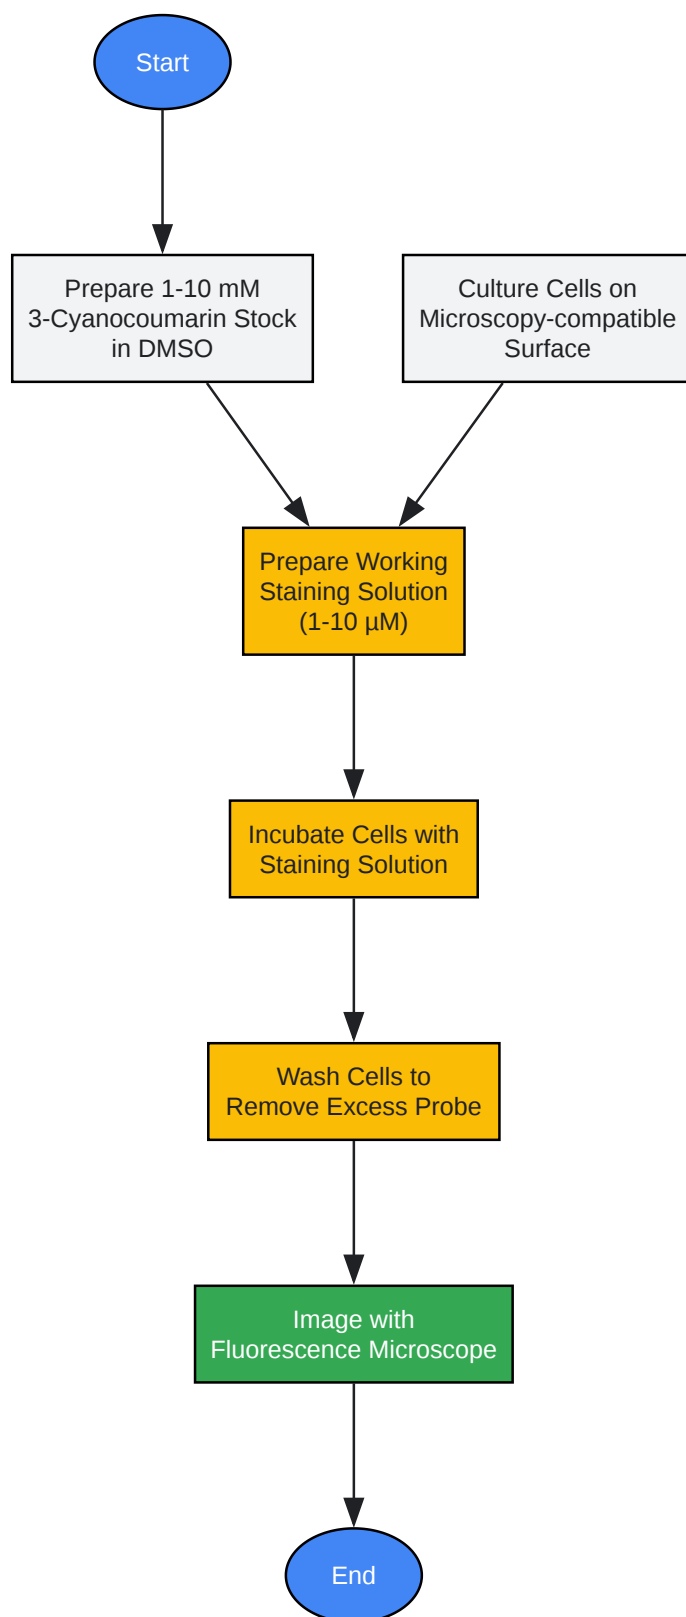 Start
Prepare 1-10 mM
3-Cyanocoumarin Stock
in DMSO
Culture Cells on
Microscopy-compatible
Surface
Prepare Working
Staining Solution
(1-10 µM)
Incubate Cells with
Staining Solution
Wash Cells to
Remove Excess Probe
Image with
Fluorescence Microscope
End